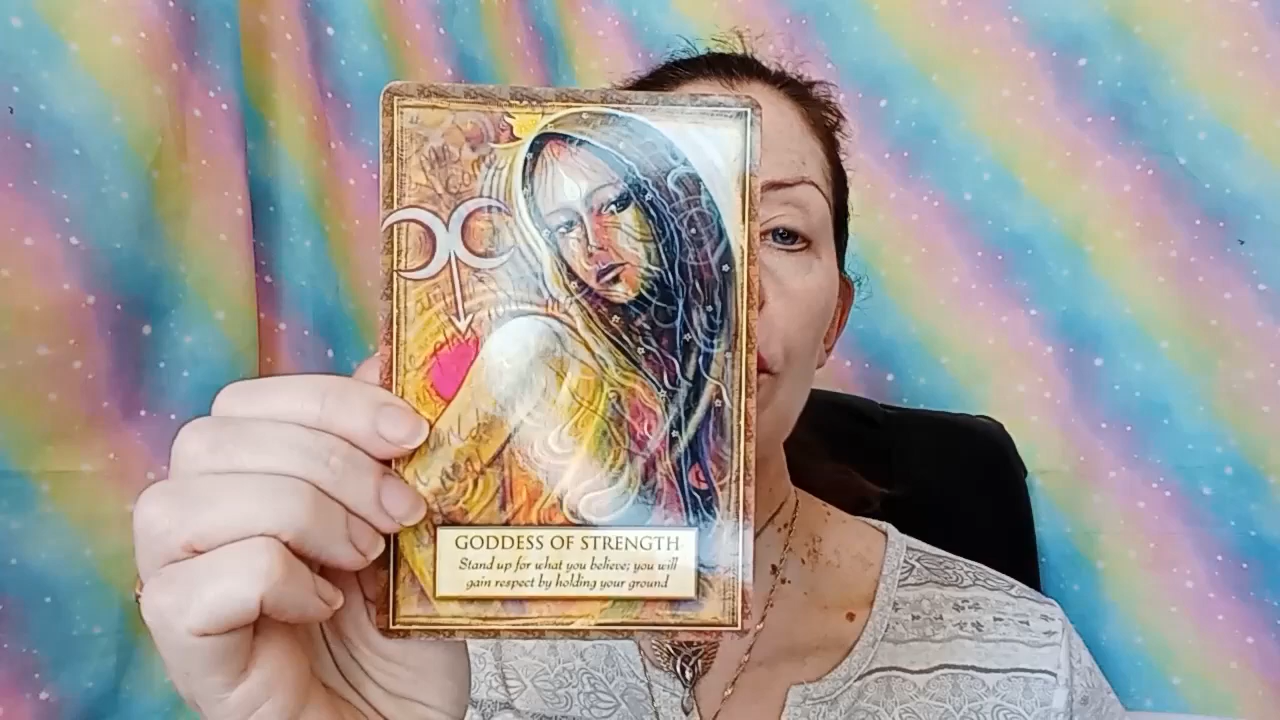 GODDESS OF STRENGTH
Stand up for what you believe; you will
gain respect by holding your ground